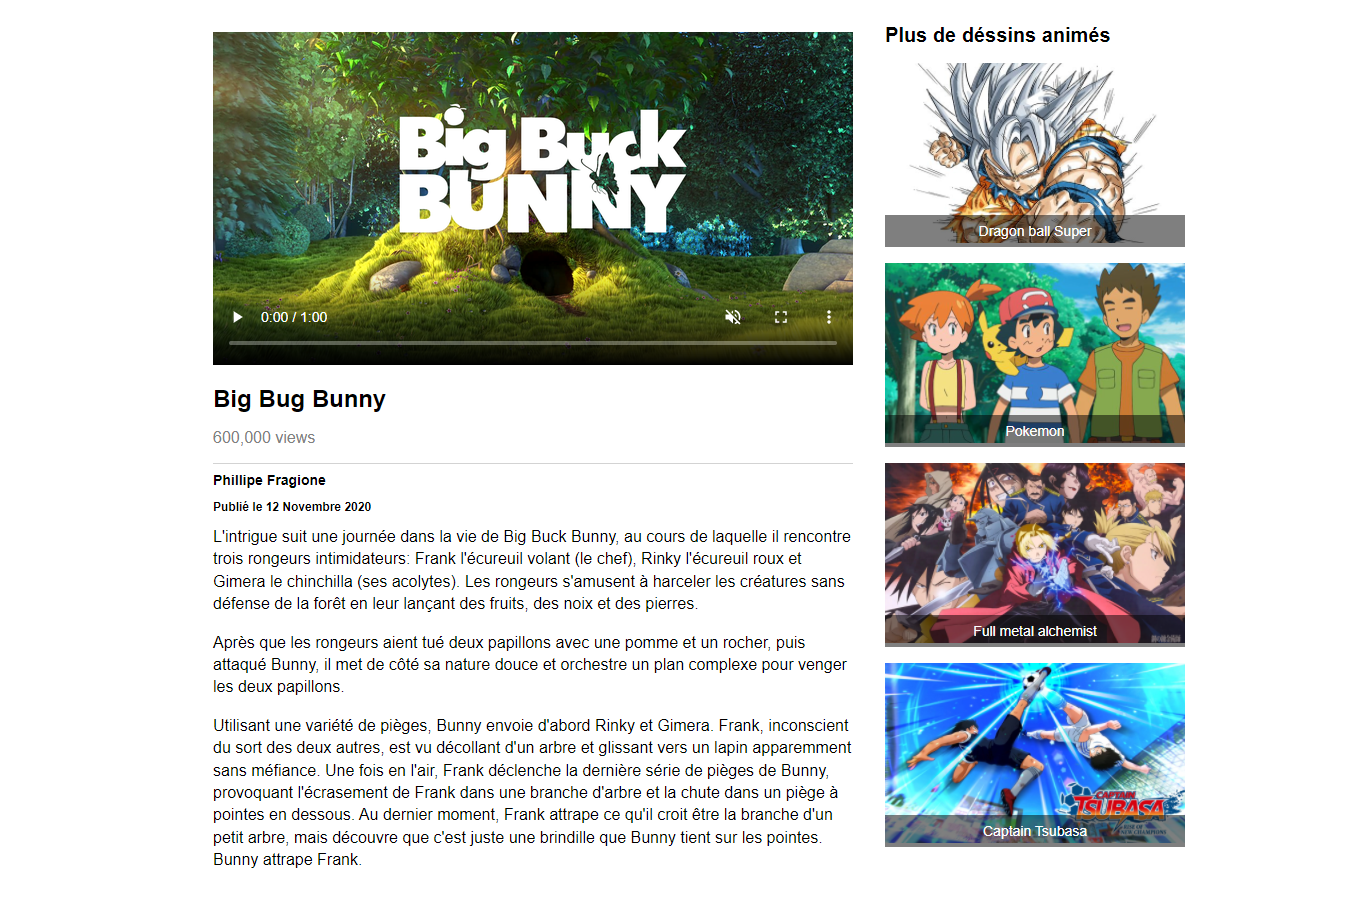 Big Buck
BUNNY
0:00 / 1:00
Big Bug Bunny
600,000 views
Phillipe Fragione
Publié le 12 Novembre 2020
L'intrigue suit une journée dans la vie de Big Buck Bunny, au cours de laquelle il rencontre
trois rongeurs intimidateurs: Frank l'écureuil volant (le chef), Rinky l'écureuil roux et
Gimera le chinchilla (ses acolytes). Les rongeurs s'amusent à harceler les créatures sans
défense de la forêt en leur lançant des fruits, des noix et des pierres.
Après que les rongeurs aient tué deux papillons avec une pomme et un rocher, puis
attaqué Bunny, il met de côté sa nature douce et orchestre un plan complexe pour venger
les deux papillons.
Utilisant une variété de pièges, Bunny envoie d'abord Rinky et Gimera. Frank, inconscient
du sort des deux autres, est vu décollant d'un arbre et glissant vers un lapin apparemment
sans méfiance. Une fois en l'air, Frank déclenche la dernière série de pièges de Bunny,
provoquant l'écrasement de Frank dans une branche d'arbre et la chute dans un piège à
pointes en dessous. Au dernier moment, Frank attrape ce qu'il croit être la branche d'un
petit arbre, mais découvre que c'est juste une brindille que Bunny tient sur les pointes.
Bunny attrape Frank.
Plus de déssins animés
Dragon ball Super
Pokemon
Full metal alchemist
CAPTAIN
TSUBASA
Captain Tsubasa